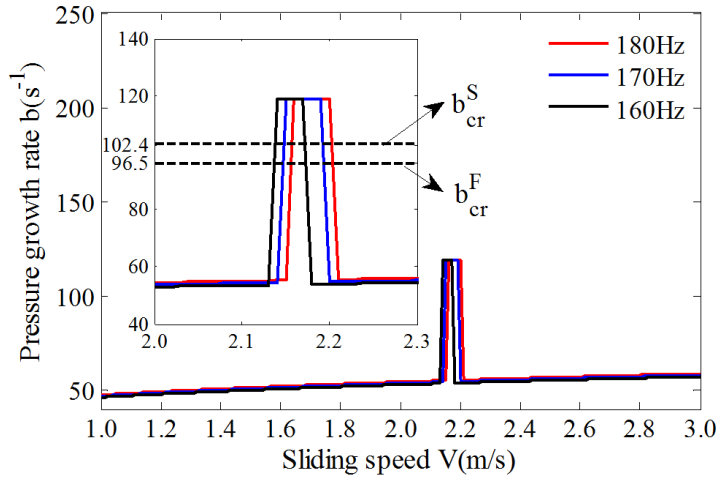 250
200
150
100
50
Pressure growth rate b(s⁻¹)
140
120
102.4
96.5
80
60
40
2.0 2.1 2.2 2.3
b_cr^S
b_cr^F
180Hz
170Hz
160Hz
1.0 1.2 1.4 1.6 1.8 2.0 2.2 2.4 2.6 2.8 3.0
Sliding speed V(m/s)